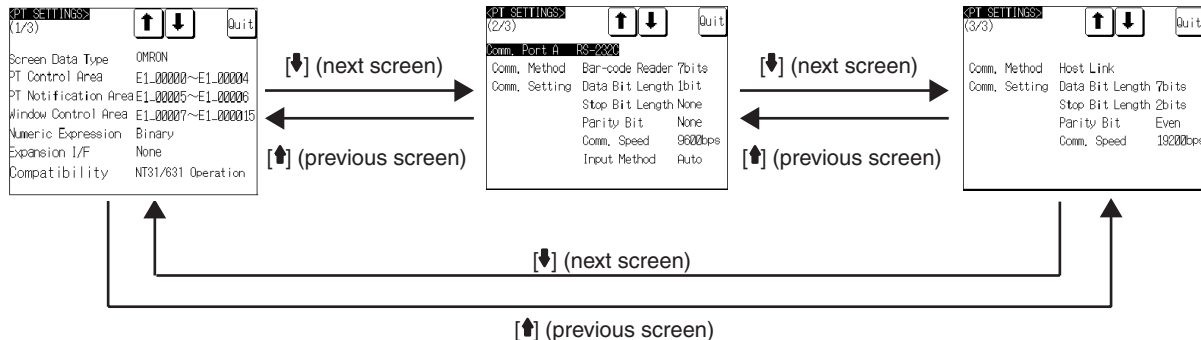 <PT SETTINGS>
(1/3)
Quit
Screen Data Type OMRON
PT Control Area E1_00000~E1_00004
PT Notification Area E1_00005~E1_00006
Window Control Area E1_00007~E1_000015
Numeric Expression Binary
Expansion I/F None
Compatibility NT31/631 Operation
[⬇] (next screen)
[⬆] (previous screen)
<PT SETTINGS>
(2/3)
Quit
Comm. Port A RS-232C
Comm. Method Bar-code Reader 7bits
Comm. Setting Data Bit Length 1bit
Stop Bit Length None
Parity Bit None
Comm. Speed 9600bps
Input Method Auto
[⬇] (next screen)
[⬆] (previous screen)
<PT SETTINGS>
(3/3)
Quit
Comm. Method Host Link
Comm. Setting Data Bit Length 7bits
Stop Bit Length 2bits
Parity Bit Even
Comm. Speed 19200bps
[⬇] (next screen)
[⬆] (previous screen)